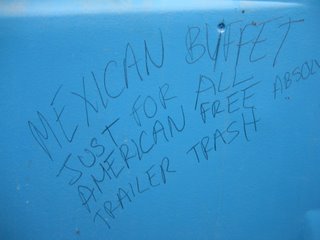 MEXICAN BUFFET
JUST FOR ALL
AMERICAN FREE
TRAILER TRASH